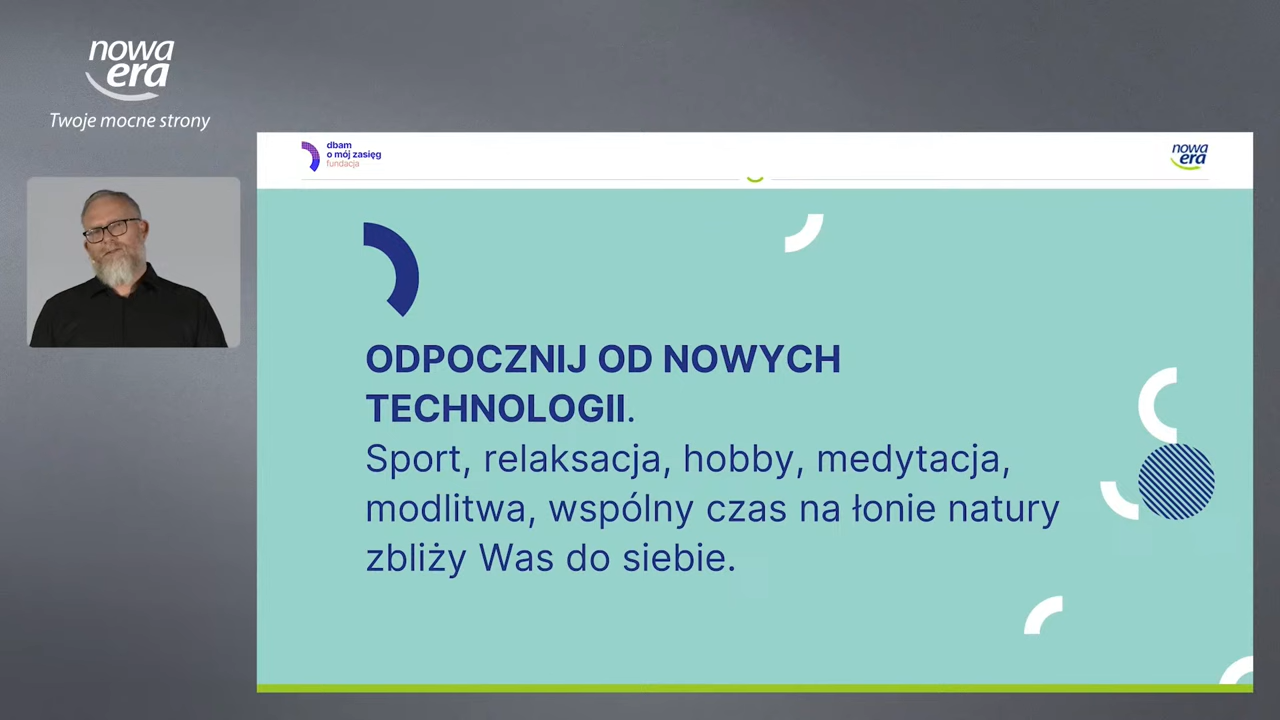 nowa
era
Twoje mocne strony
dbam
o mój zasięg
fundacja
nowa
era
ODPOCZNIJ OD NOWYCH
TECHNOLOGII.
Sport, relaksacja, hobby, medytacja,
modlitwa, wspólny czas na łonie natury
zbliży Was do siebie.